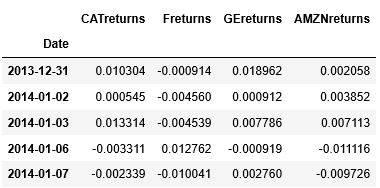 CATreturns Freturns GEreturns AMZNreturns
Date
2013-12-31 0.010304 -0.000914 0.018962 0.002058
2014-01-02 0.000545 -0.004560 0.000912 0.003852
2014-01-03 0.013314 -0.004539 0.007786 0.007113
2014-01-06 -0.003311 0.012762 -0.000919 -0.011116
2014-01-07 -0.002339 -0.010041 0.002760 -0.009726